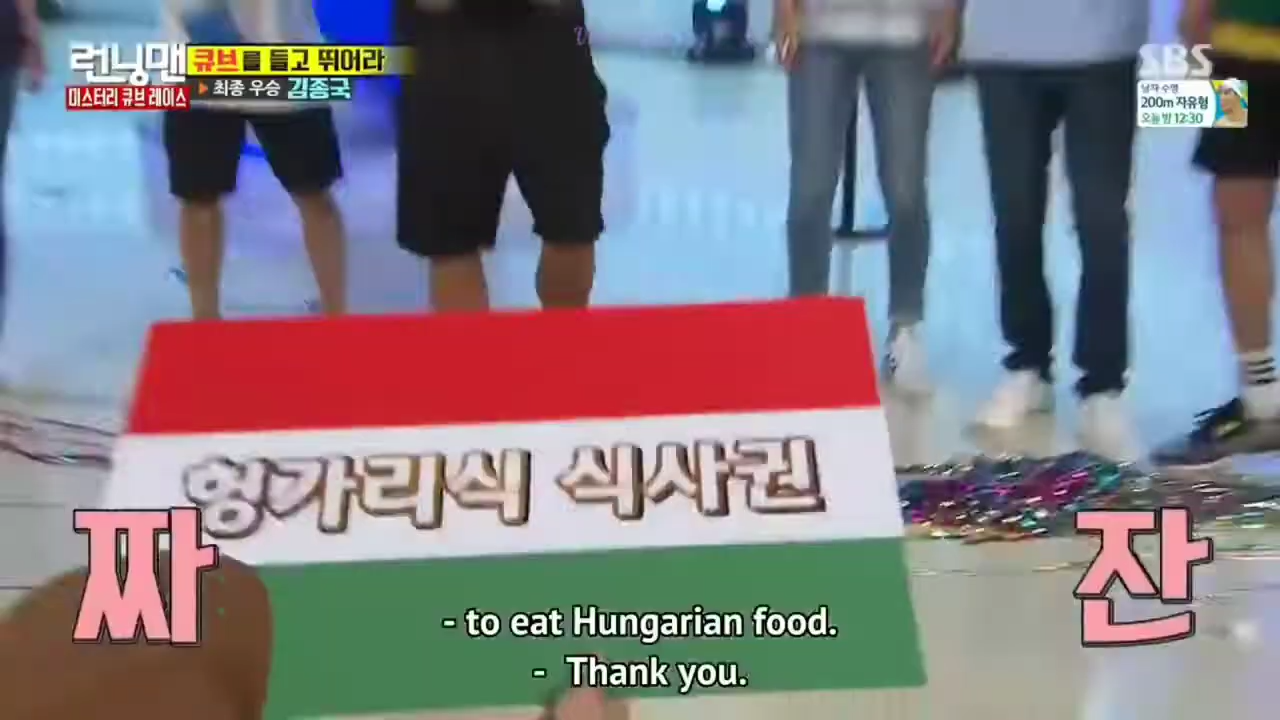 런닝맨
미스터리 큐브 레이스
큐브를 들고 뛰어라
▶ 최종 우승 김종국
SBS
남자 수영
200m 자유형
오늘 밤 12:30
헝가리식 식사권
짜 잔
- to eat Hungarian food.
- Thank you.